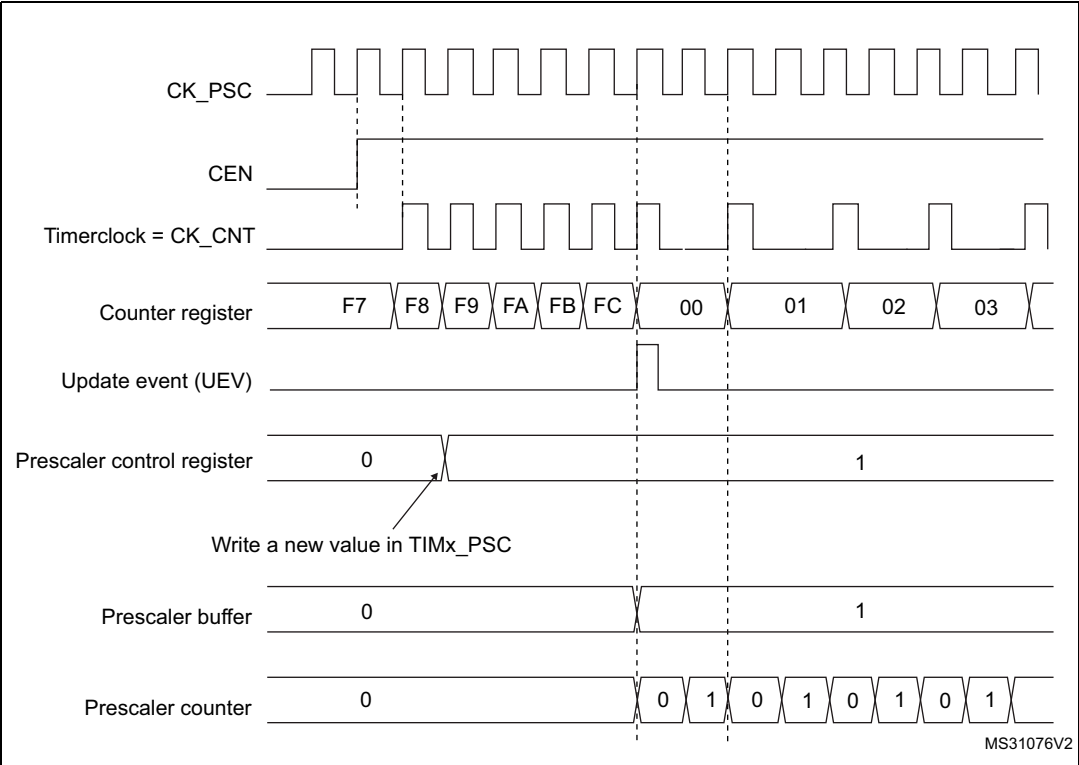 CK_PSC
CEN
Timerclock = CK_CNT
Counter register F7 F8 F9 FA FB FC 00 01 02 03
Update event (UEV)
Prescaler control register 0 1
Write a new value in TIMx_PSC
Prescaler buffer 0 1
Prescaler counter 0 0 1 0 1 0 1 0 1
MS31076V2